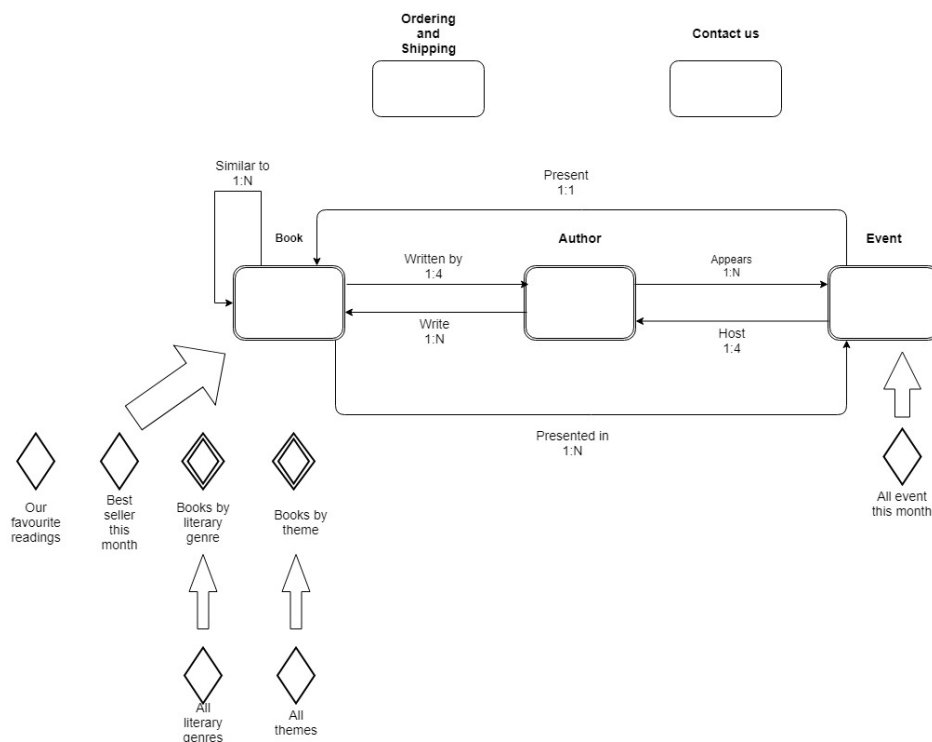 Ordering
and
Shipping
Contact us
Similar to
1:N
Present
1:1
Book
Author
Event
Written by
1:4
Appears
1:N
Write
1:N
Host
1:4
Presented in
1:N
Our
favourite
readings
Best
seller
this
month
Books by
literary
genre
Books by
theme
All event
this month
All
literary
genres
All
themes